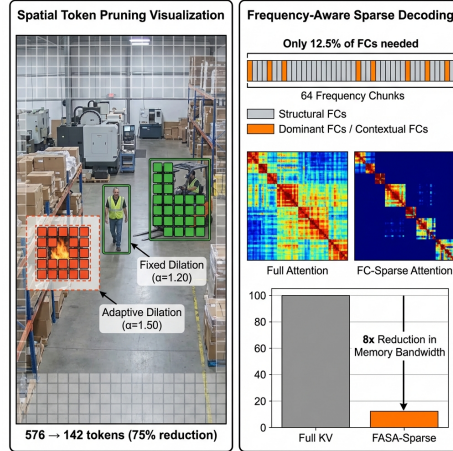 Spatial Token Pruning Visualization
Fixed Dilation
(α=1.20)
Adaptive Dilation
(α=1.50)
576 → 142 tokens (75% reduction)
Frequency-Aware Sparse Decoding
Only 12.5% of FCs needed
64 Frequency Chunks
Structural FCs
Dominant FCs / Contextual FCs
Full Attention
FC-Sparse Attention
100
80
60
40
20
0
8x Reduction in
Memory Bandwidth
Full KV
FASA-Sparse